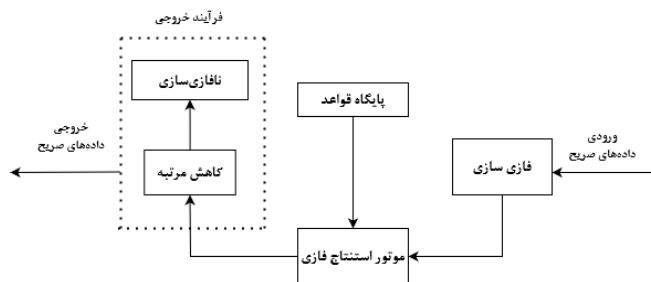 فرآیند خروجی
نافازی‌سازی
پایگاه قواعد
ورودی
داده‌های صریح
خروجی
داده‌های صریح
فازی سازی
کاهش مرتبه
موتور استنتاج فازی